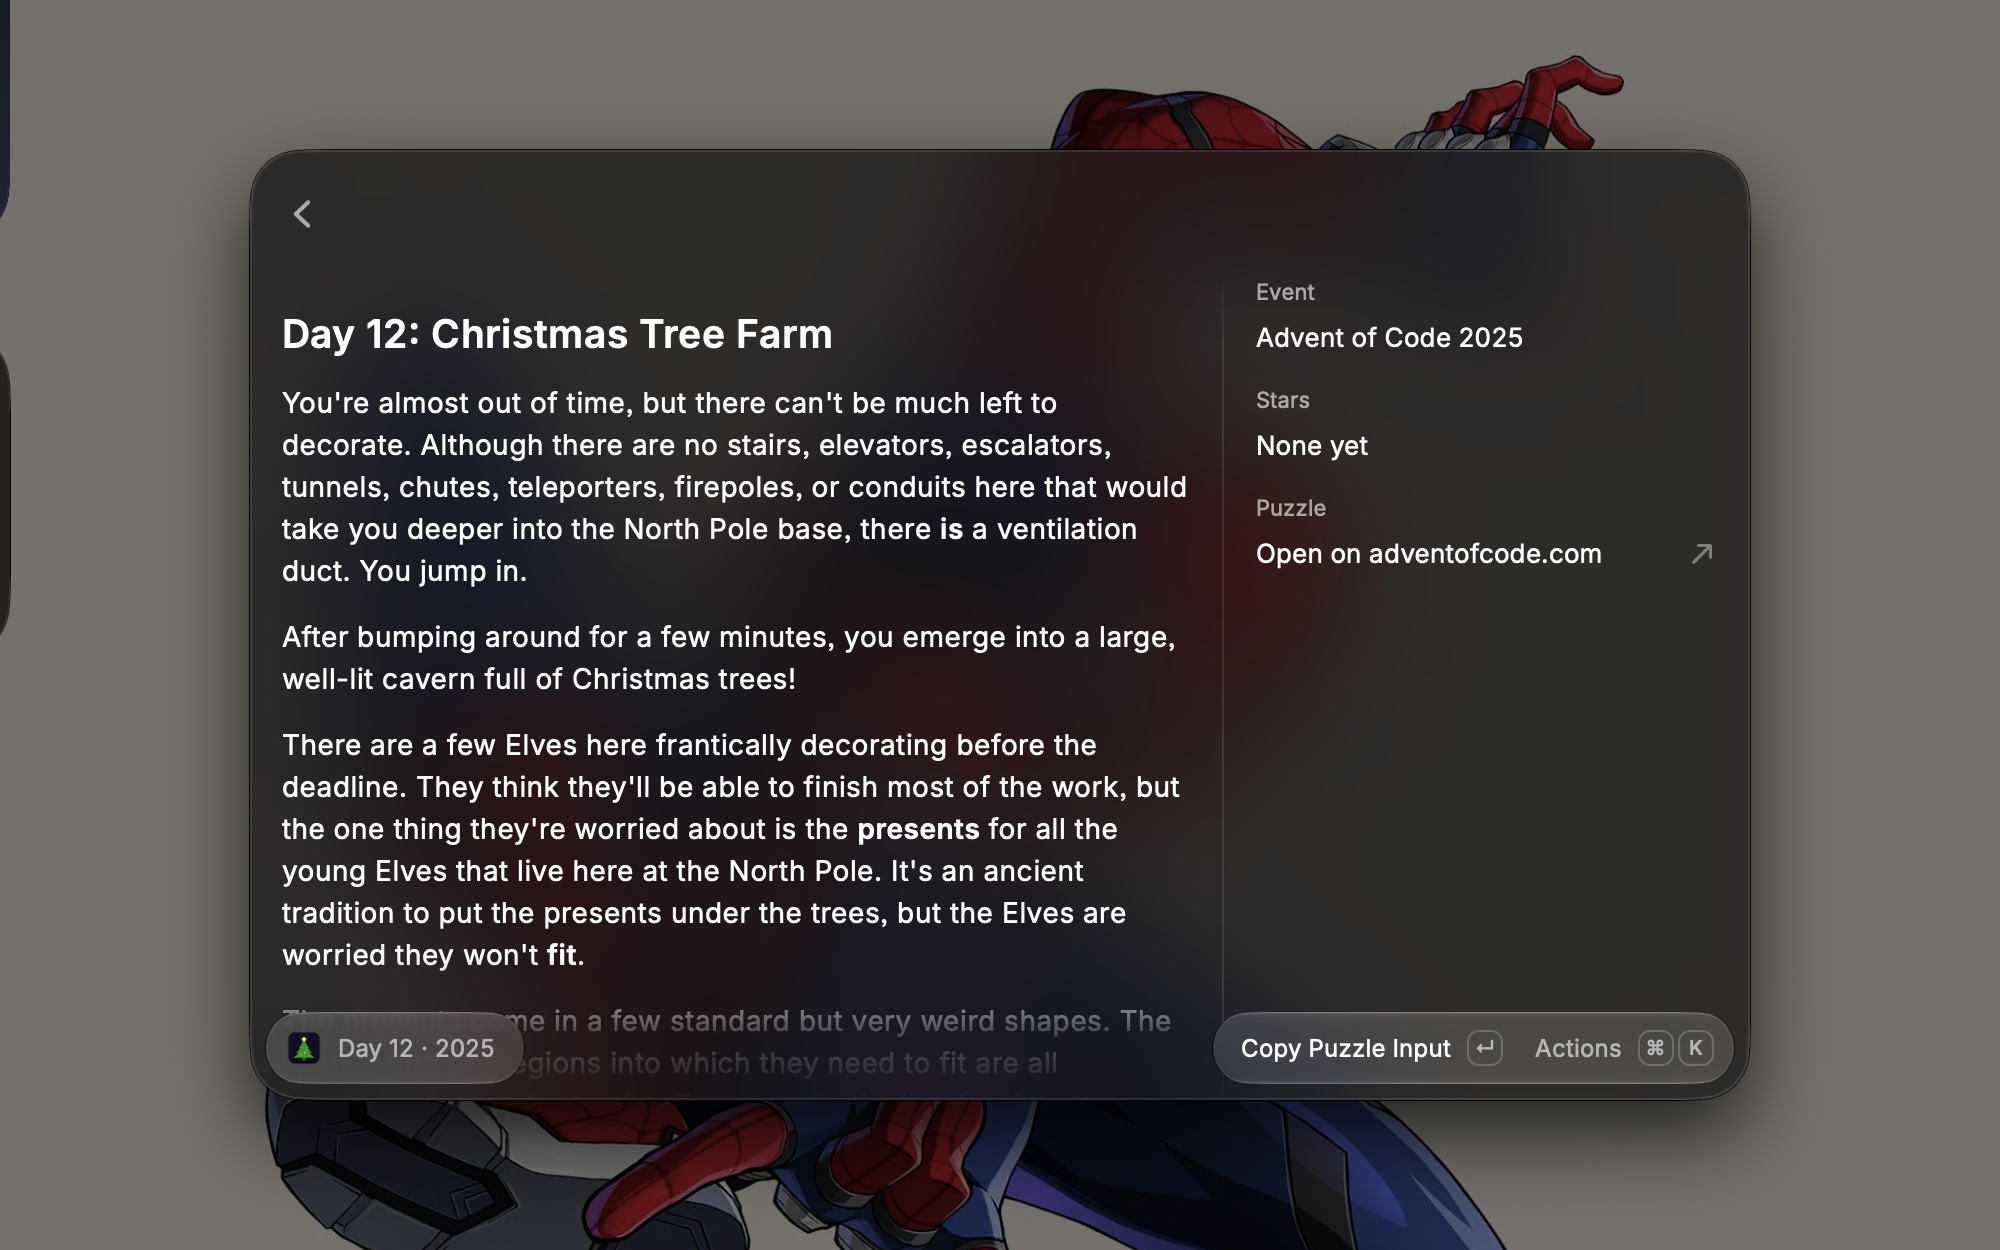 Day 12: Christmas Tree Farm
You're almost out of time, but there can't be much left to
decorate. Although there are no stairs, elevators, escalators,
tunnels, chutes, teleporters, firepoles, or conduits here that would
take you deeper into the North Pole base, there is a ventilation
duct. You jump in.
After bumping around for a few minutes, you emerge into a large,
well-lit cavern full of Christmas trees!
There are a few Elves here frantically decorating before the
deadline. They think they'll be able to finish most of the work, but
the one thing they're worried about is the presents for all the
young Elves that live here at the North Pole. It's an ancient
tradition to put the presents under the trees, but the Elves are
worried they won't fit.
The presents come in a few standard but very weird shapes. The
regions into which they need to fit are all
Event
Advent of Code 2025
Stars
None yet
Puzzle
Open on adventofcode.com
Day 12 · 2025
Copy Puzzle Input ↵ Actions ⌘ K